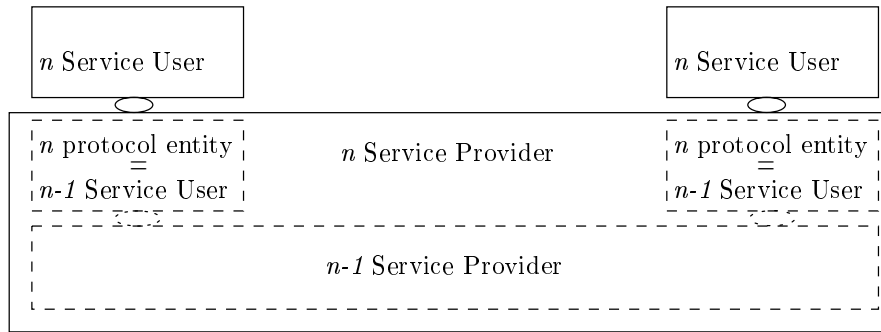 n Service User
n Service User
n protocol entity
=
n-1 Service User
n Service Provider
n protocol entity
=
n-1 Service User
n-1 Service Provider